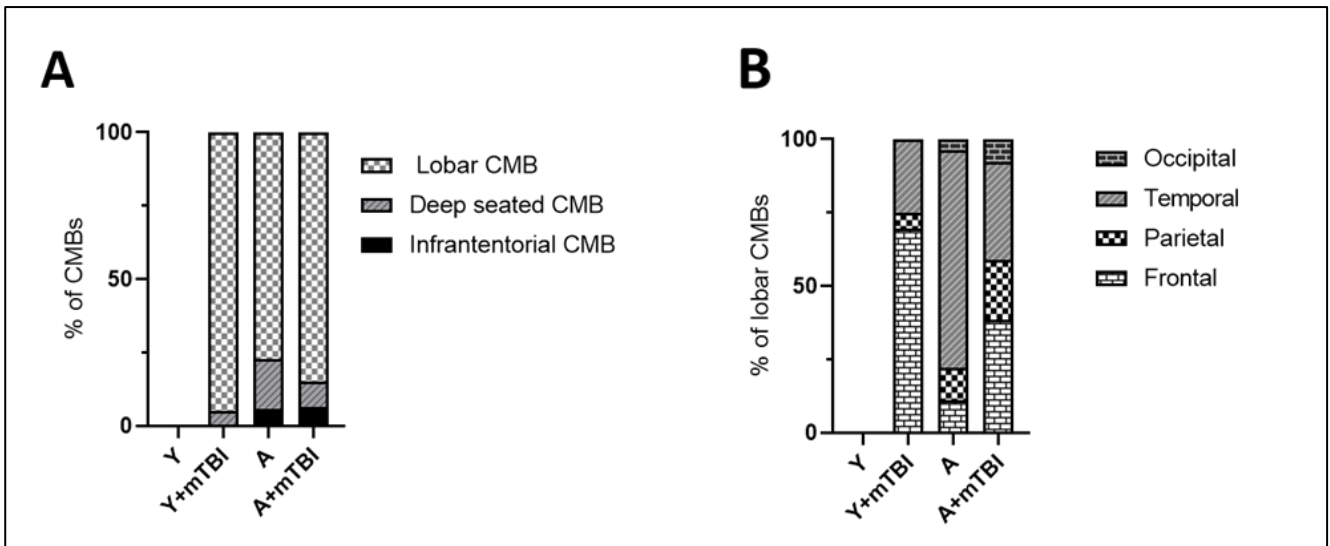 A
100
50
0
% of CMBs
Y
Y+mTBI
A
A+mTBI
Lobar CMB
Deep seated CMB
Infrantentorial CMB
B
100
50
0
% of lobar CMBs
Y
Y+mTBI
A
A+mTBI
Occipital
Temporal
Parietal
Frontal